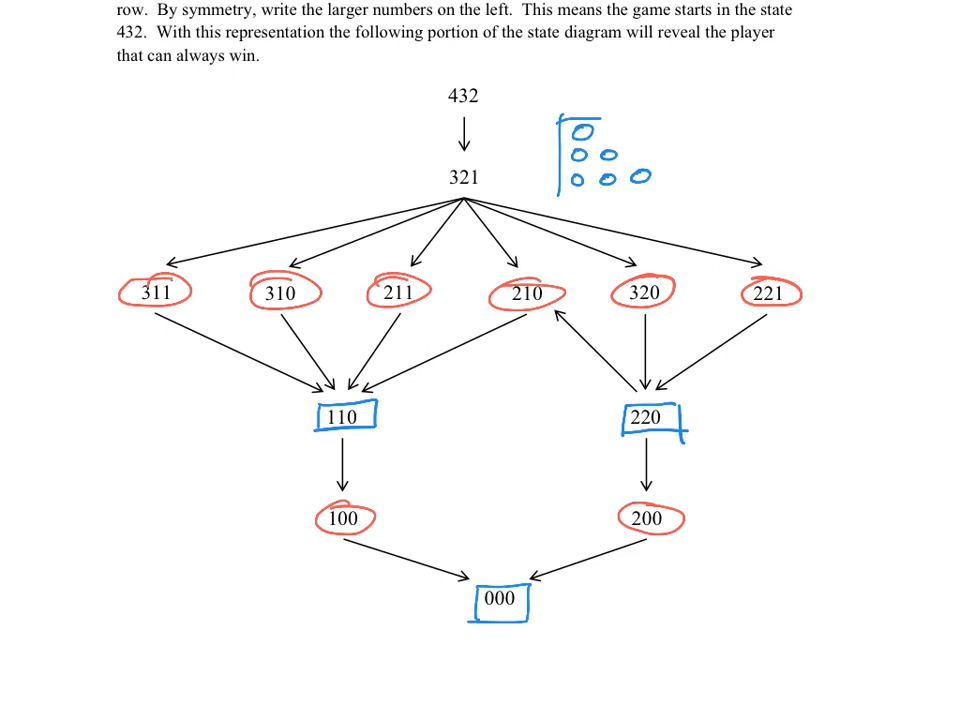 row. By symmetry, write the larger numbers on the left. This means the game starts in the state
432. With this representation the following portion of the state diagram will reveal the player
that can always win.
432
321
311 310 211 210 320 221
110 220
100 200
000